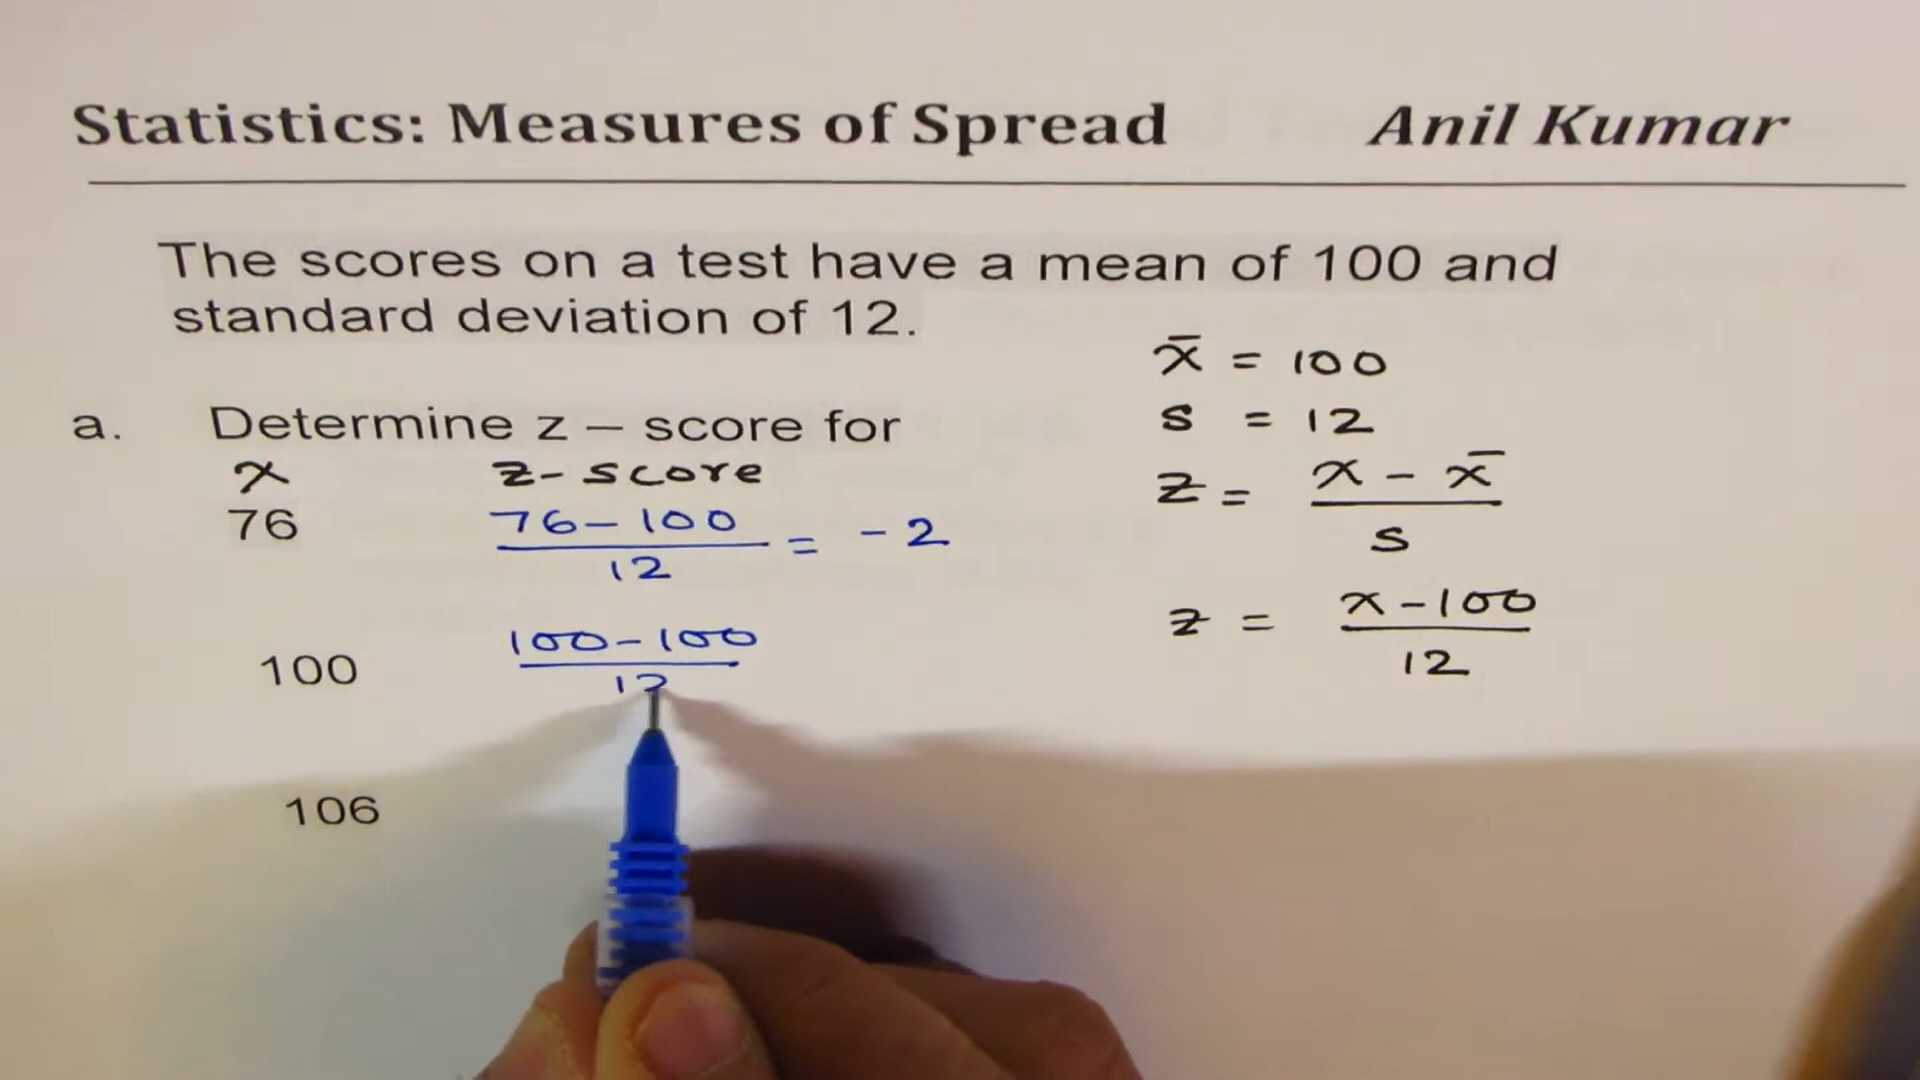 Statistics: Measures of Spread Anil Kumar
The scores on a test have a mean of 100 and
standard deviation of 12.
x̄ = 100
s = 12
z = x - x̄ / s
z = x - 100 / 12
a. Determine z – score for
x z - score
76 76 - 100 / 12 = - 2
100 100 - 100 / 12
106